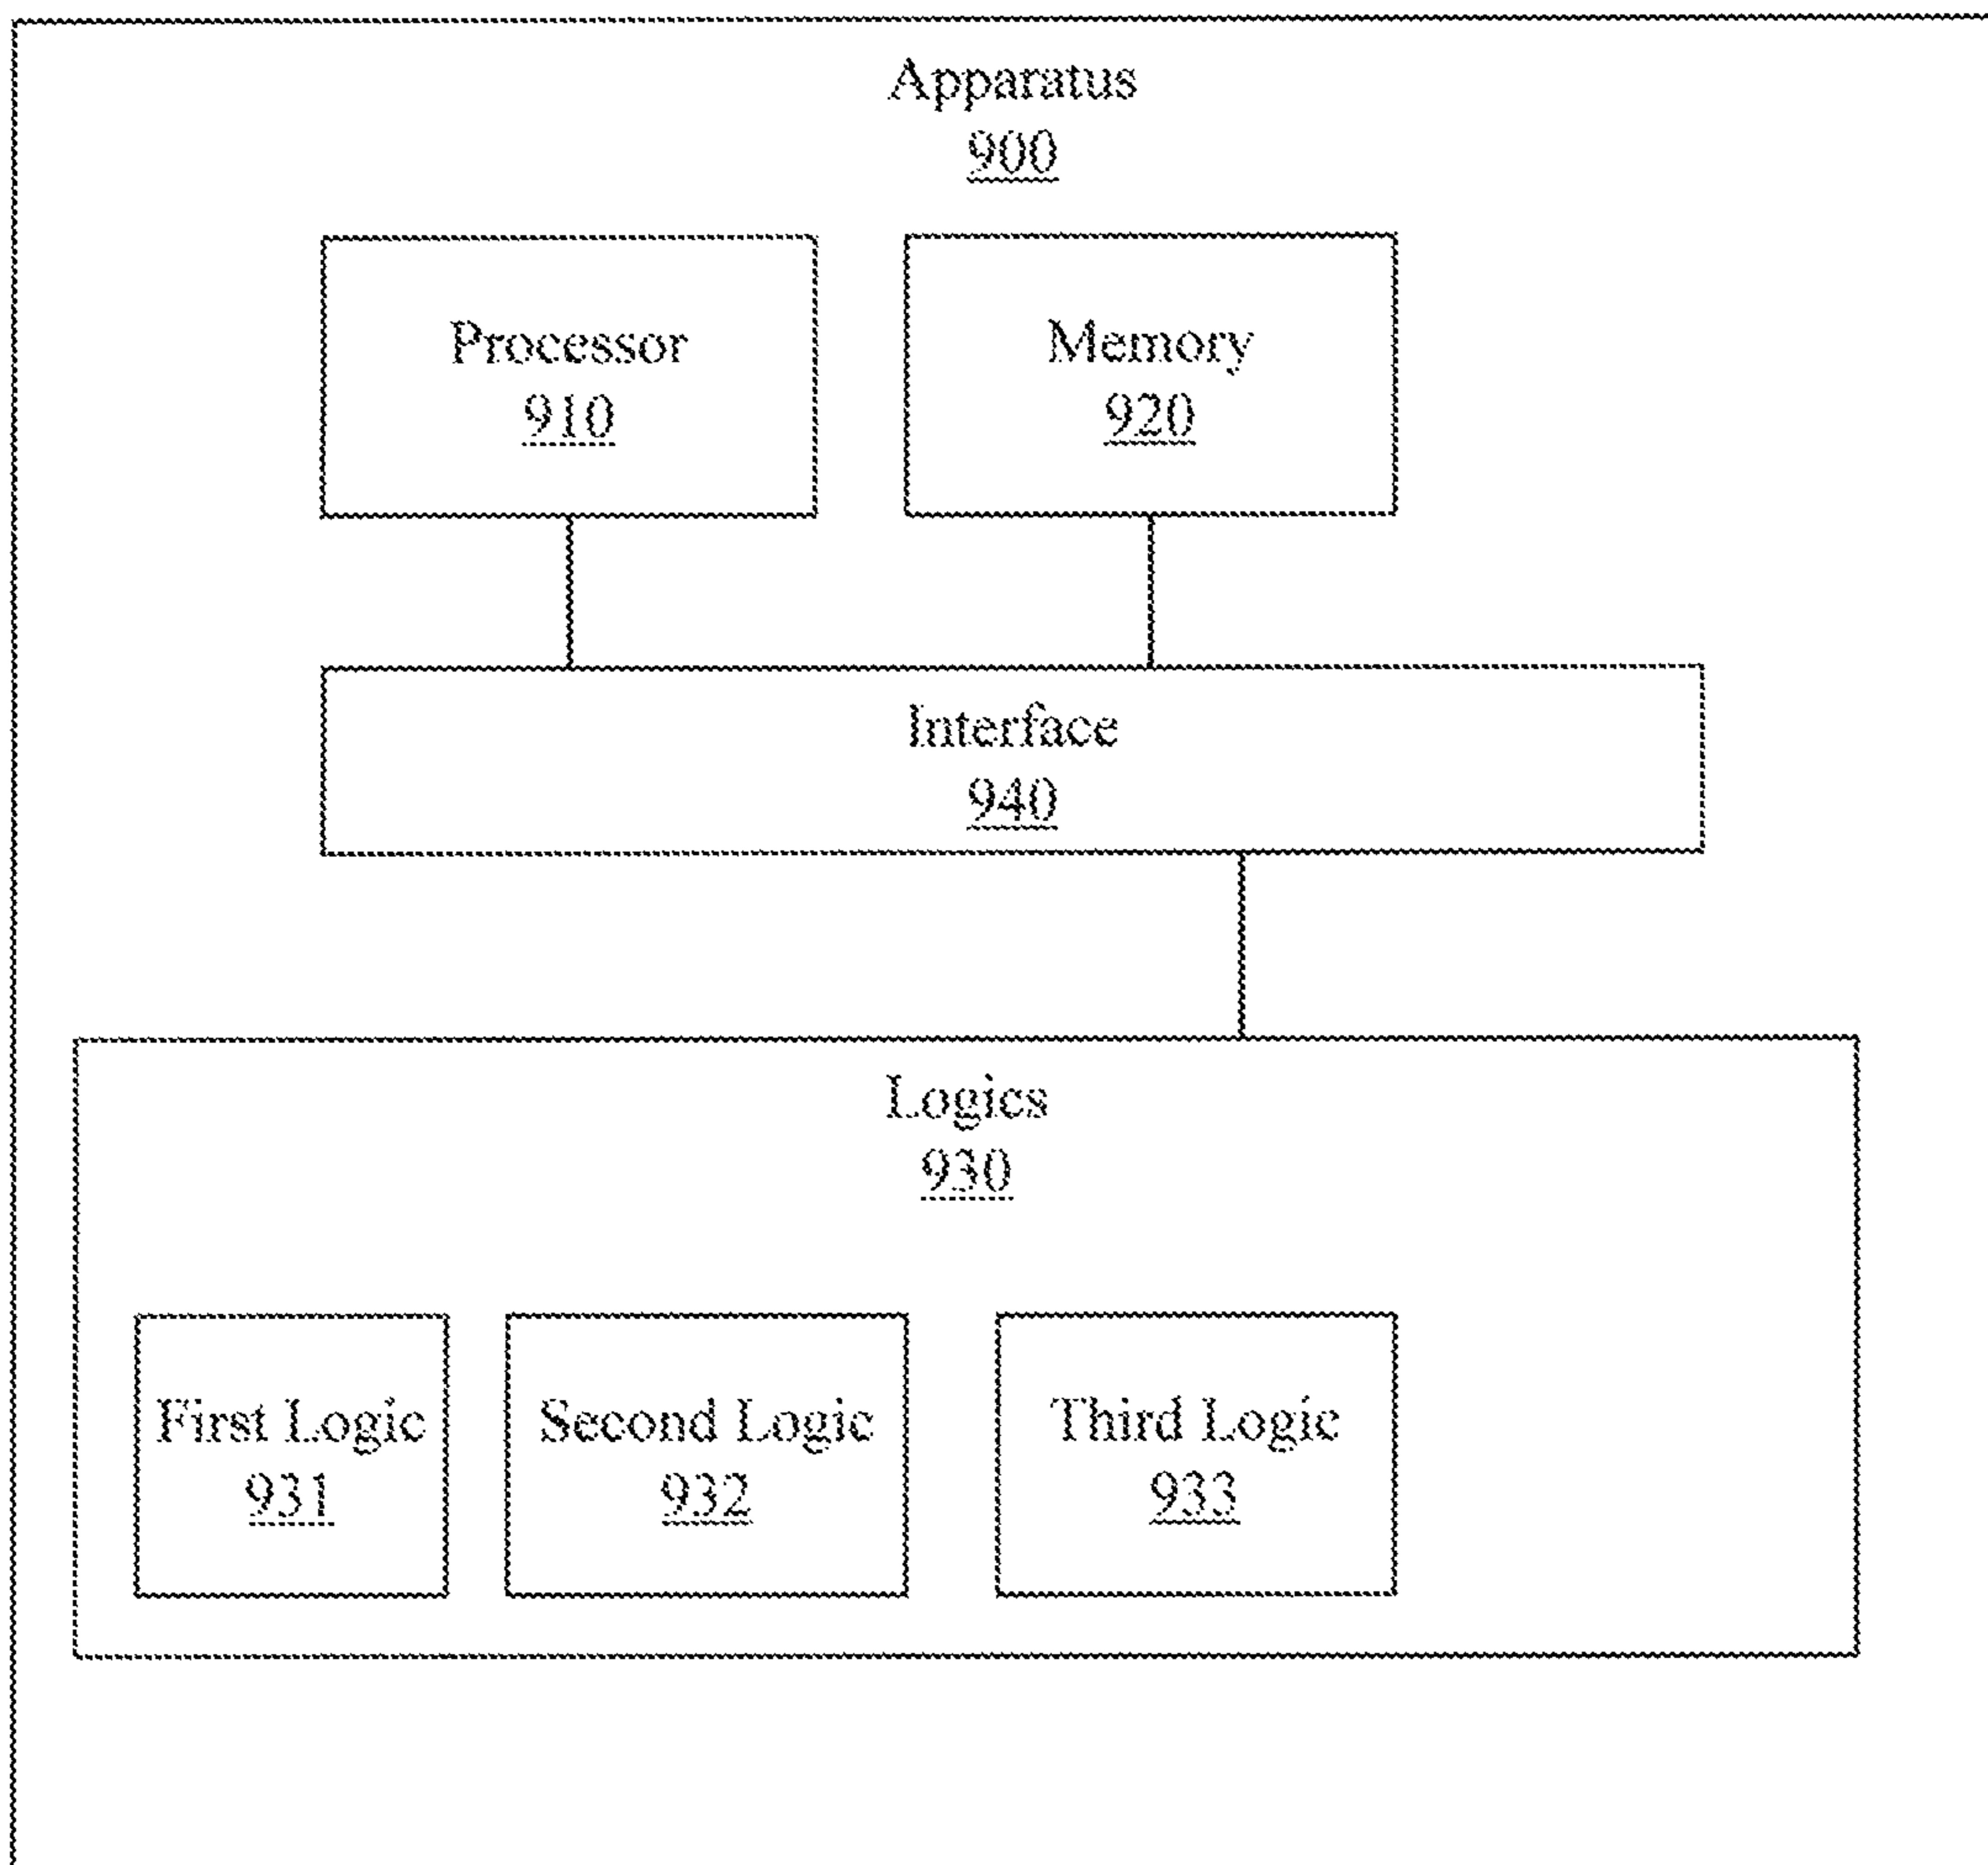 Apparatus
900
Processor
910
Memory
920
Interface
940
Logics
930
First Logic
931
Second Logic
932
Third Logic
933